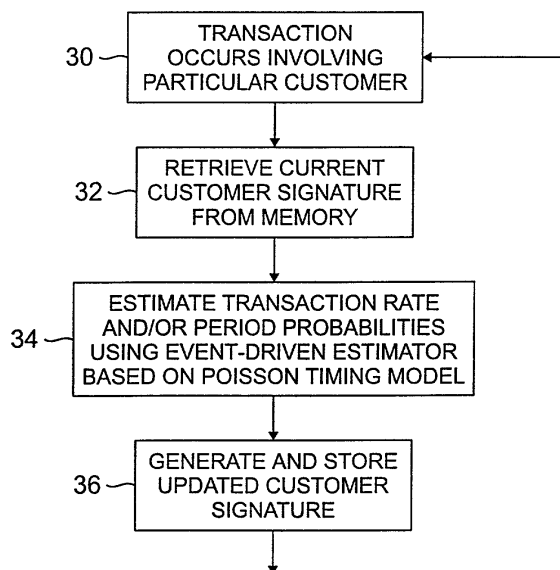 TRANSACTION
OCCURS INVOLVING
PARTICULAR CUSTOMER
30
RETRIEVE CURRENT
CUSTOMER SIGNATURE
FROM MEMORY
32
ESTIMATE TRANSACTION RATE
AND/OR PERIOD PROBABILITIES
USING EVENT-DRIVEN ESTIMATOR
BASED ON POISSON TIMING MODEL
34
GENERATE AND STORE
UPDATED CUSTOMER
SIGNATURE
36